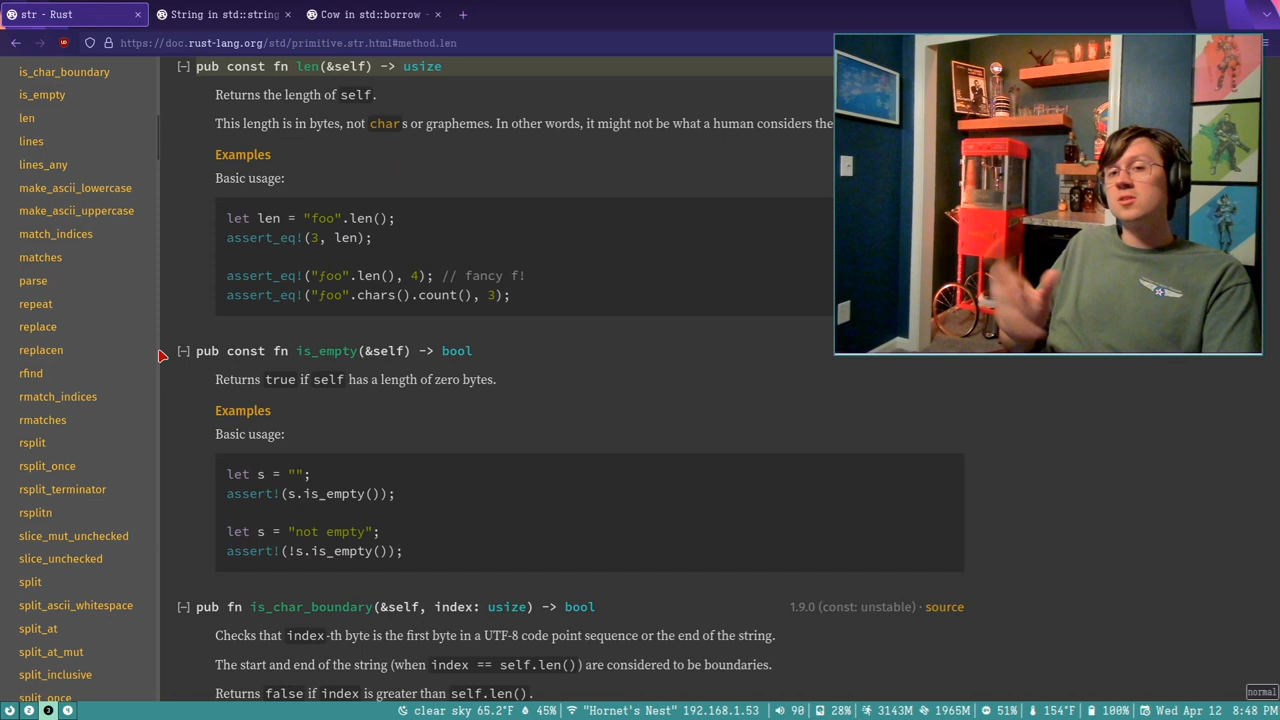 str - Rust
String in std::string
Cow in std::borrow
https://doc.rust-lang.org/std/primitive.str.html#method.len
is_char_boundary
is_empty
len
lines
lines_any
make_ascii_lowercase
make_ascii_uppercase
match_indices
matches
parse
repeat
replace
replacen
rfind
rmatch_indices
rmatches
rsplit
rsplit_once
rsplit_terminator
rsplitn
slice_mut_unchecked
slice_unchecked
split
split_ascii_whitespace
split_at
split_at_mut
split_inclusive
split_once
[−] pub const fn len(&self) -> usize
Returns the length of self.
This length is in bytes, not chars or graphemes. In other words, it might not be what a human considers the
Examples
Basic usage:
let len = "foo".len();
assert_eq!(3, len);
assert_eq!("ƒoo".len(), 4); // fancy f!
assert_eq!("ƒoo".chars().count(), 3);
[−] pub const fn is_empty(&self) -> bool
Returns true if self has a length of zero bytes.
Examples
Basic usage:
let s = "";
assert!(s.is_empty());
let s = "not empty";
assert!(!s.is_empty());
[−] pub fn is_char_boundary(&self, index: usize) -> bool
1.9.0 (const: unstable) · source
Checks that index-th byte is the first byte in a UTF-8 code point sequence or the end of the string.
The start and end of the string (when index == self.len()) are considered to be boundaries.
Returns false if index is greater than self.len().
normal
2 3 4
clear sky 65.2°F 45% "Hornet's Nest" 192.168.1.53 90 28% 3143M 1965M 51% 154°F 100% Wed Apr 12 8:48 PM